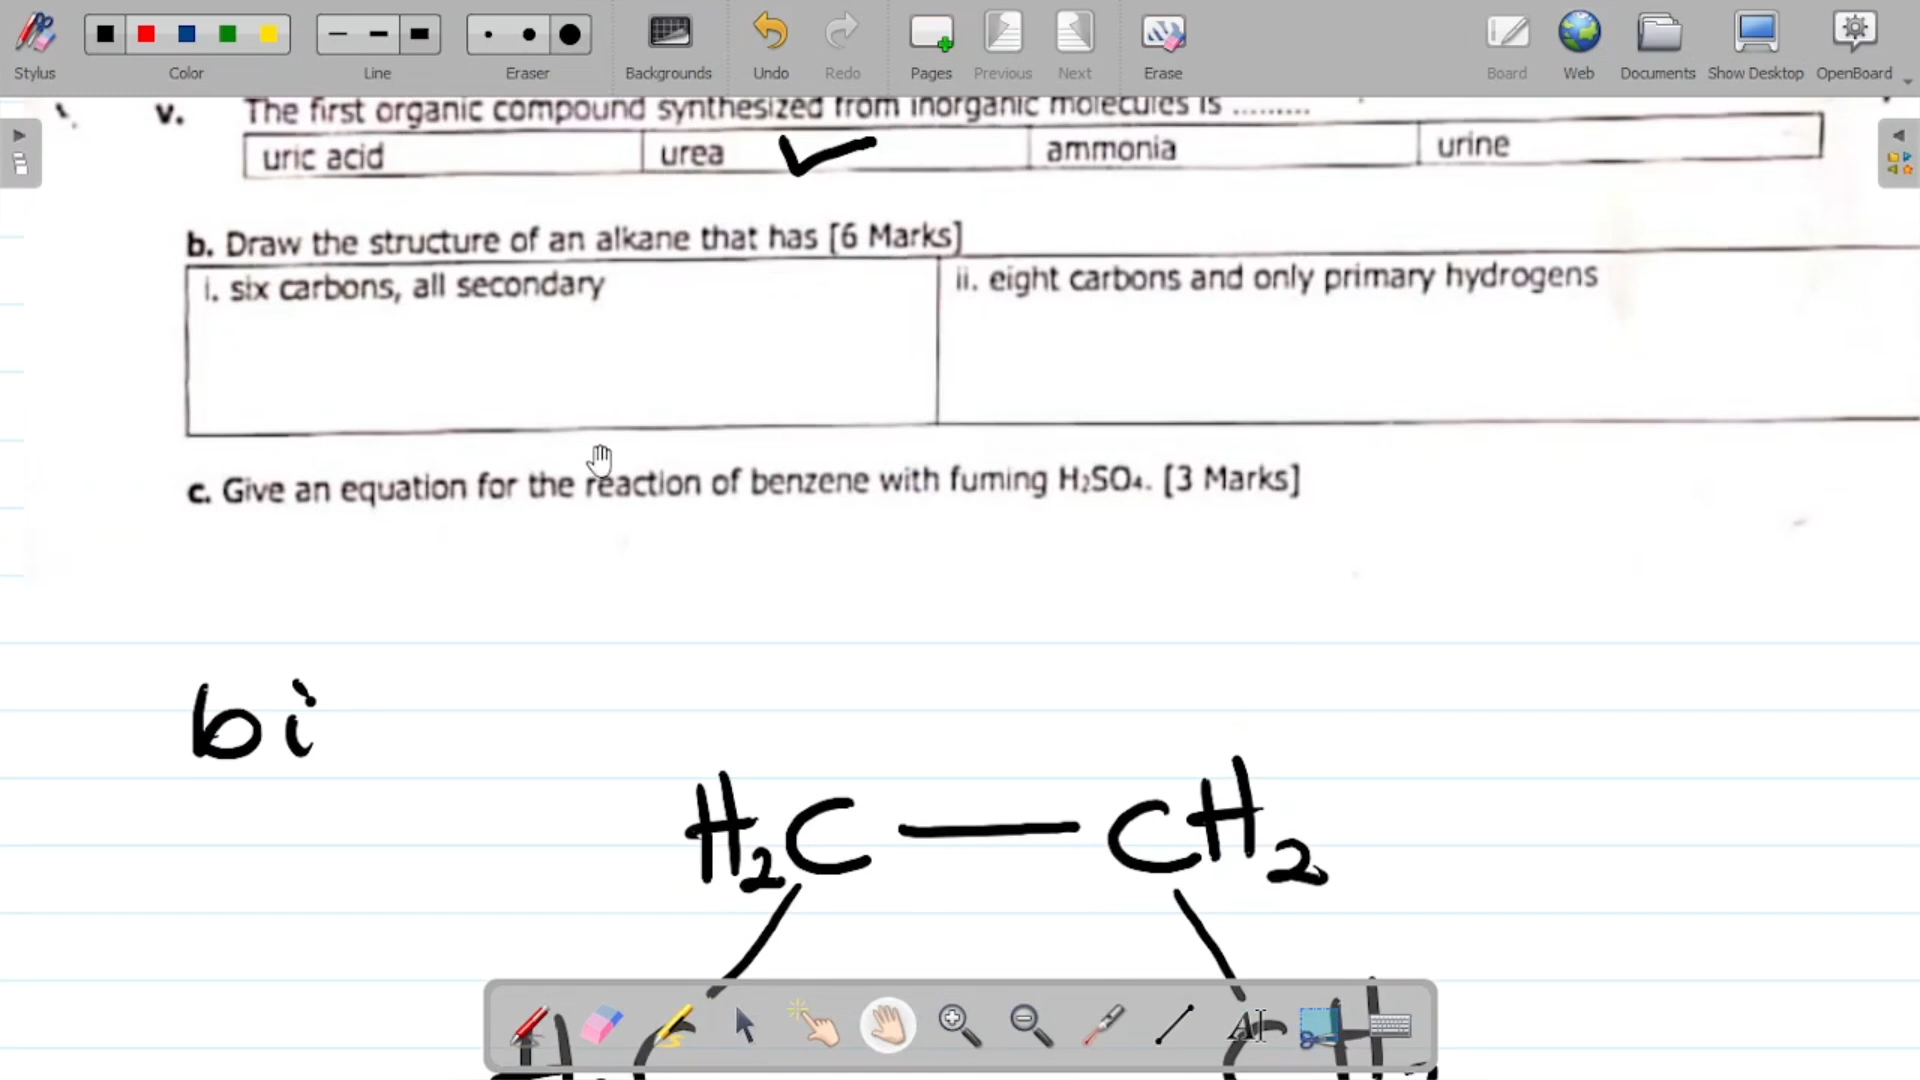 Stylus Color Line Eraser Backgrounds Undo Redo Pages Previous Next Erase Board Web Documents Show Desktop OpenBoard
v. The first organic compound synthesized from inorganic molecules is .........
uric acid urea ammonia urine
b. Draw the structure of an alkane that has [6 Marks]
i. six carbons, all secondary
ii. eight carbons and only primary hydrogens
c. Give an equation for the reaction of benzene with fuming H₂SO₄. [3 Marks]
bi
H₂C — CH₂